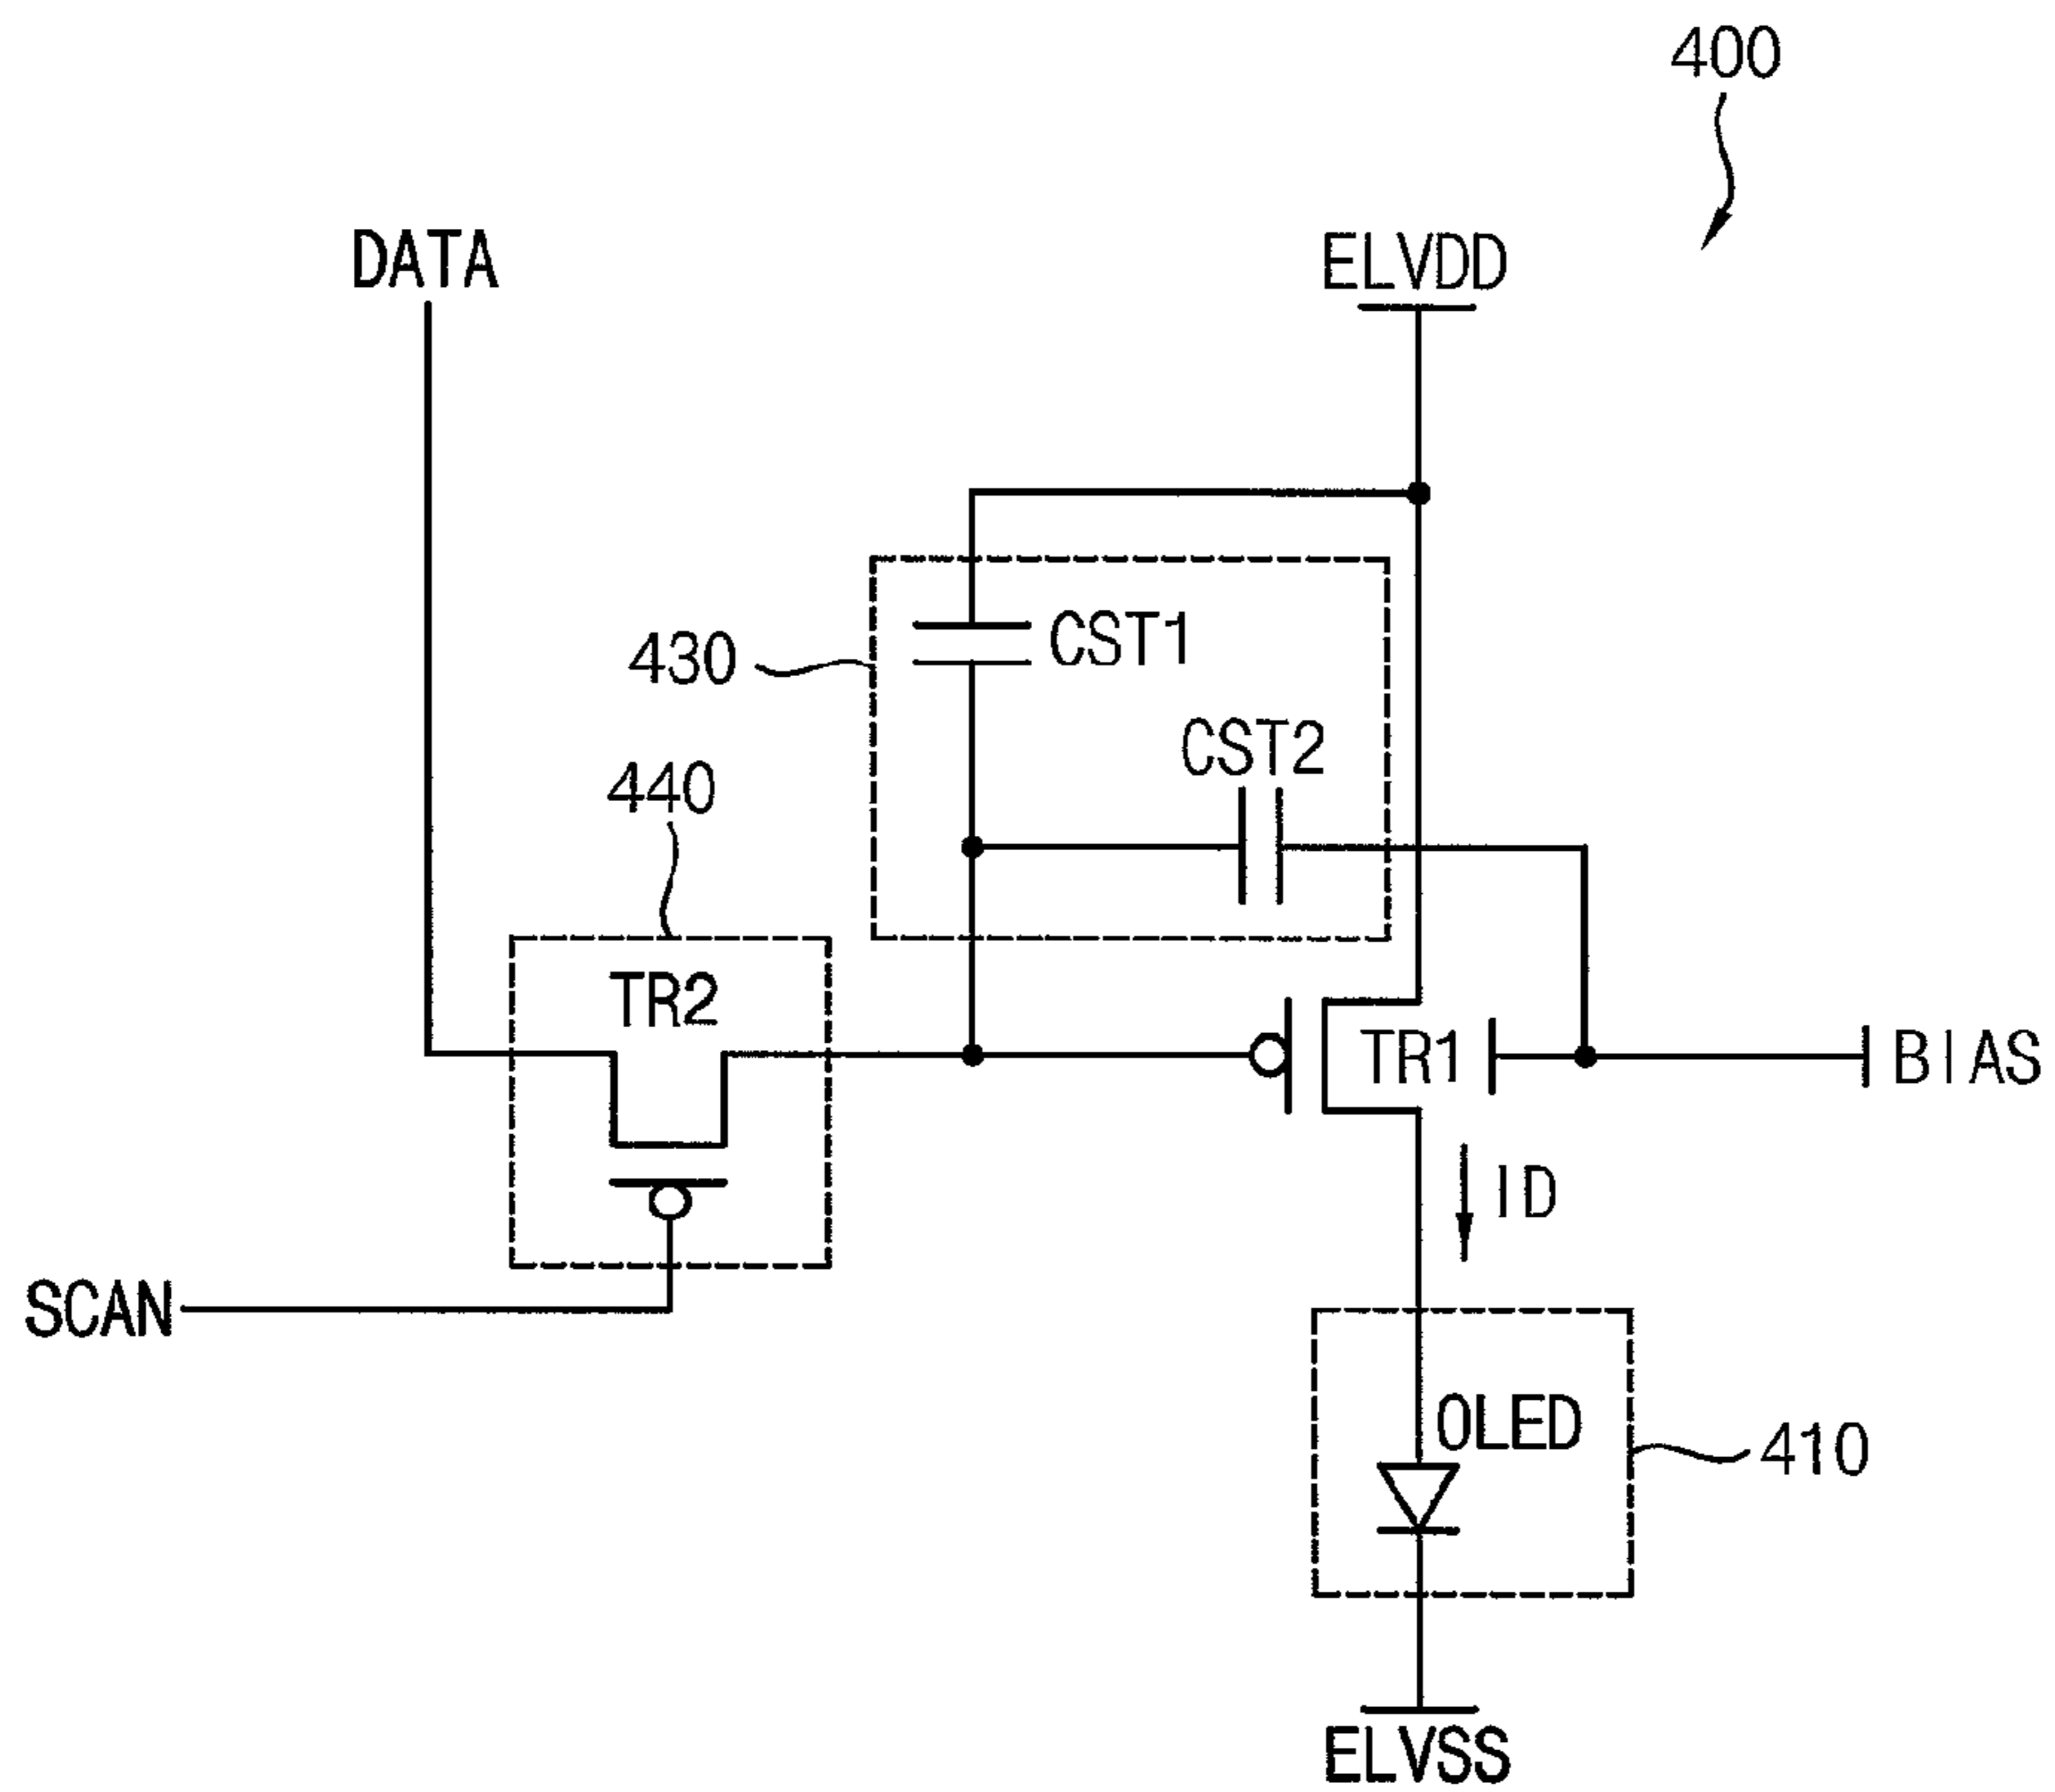 400
DATA
ELVDD
430
CST1
CST2
440
TR2
TR1
BIAS
ID
SCAN
OLED
410
ELVSS